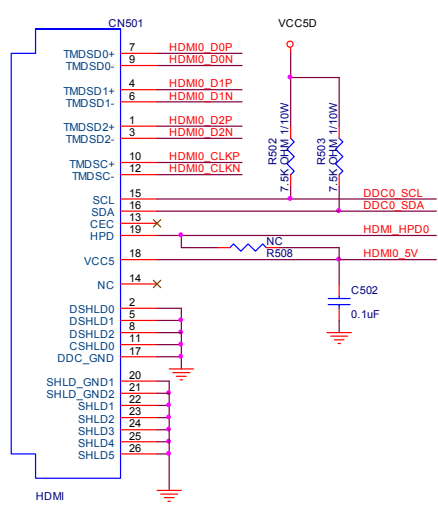 CN501
VCC5D
TMDSD0+ 7 HDMI0_D0P
TMDSD0- 9 HDMI0_D0N
TMDSD1+ 4 HDMI0_D1P
TMDSD1- 6 HDMI0_D1N
TMDSD2+ 1 HDMI0_D2P
TMDSD2- 3 HDMI0_D2N
TMDSC+ 10 HDMI0_CLKP
TMDSC- 12 HDMI0_CLKN
R502
7.5K OHM 1/10W
R503
7.5K OHM 1/10W
SCL 15 DDC0_SCL
SDA 16 DDC0_SDA
CEC 13
HPD 19 HDMI_HPD0
NC
R508
VCC5 18 HDMI0_5V
NC 14
C502
0.1uF
DSHLD0 2
DSHLD1 5
DSHLD2 8
CSHLD0 11
DDC_GND 17
SHLD_GND1 20
SHLD_GND2 21
SHLD1 22
SHLD2 23
SHLD3 24
SHLD4 25
SHLD5 26
HDMI